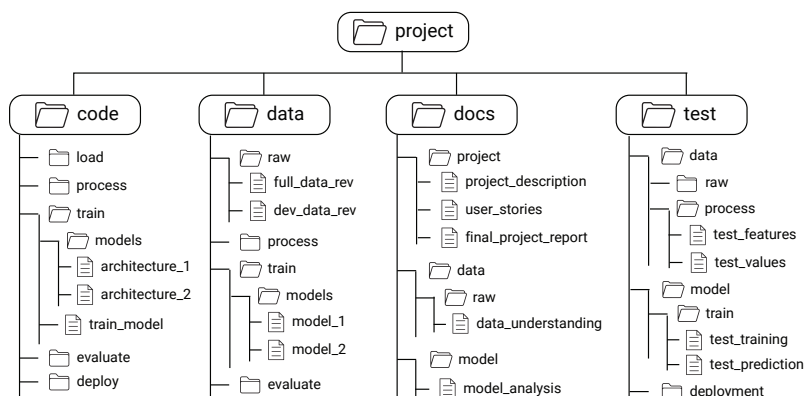 project
code
load
process
train
models
architecture_1
architecture_2
train_model
evaluate
deploy
data
raw
full_data_rev
dev_data_rev
process
train
models
model_1
model_2
evaluate
docs
project
project_description
user_stories
final_project_report
data
raw
data_understanding
model
model_analysis
test
data
raw
process
test_features
test_values
model
train
test_training
test_prediction
deployment